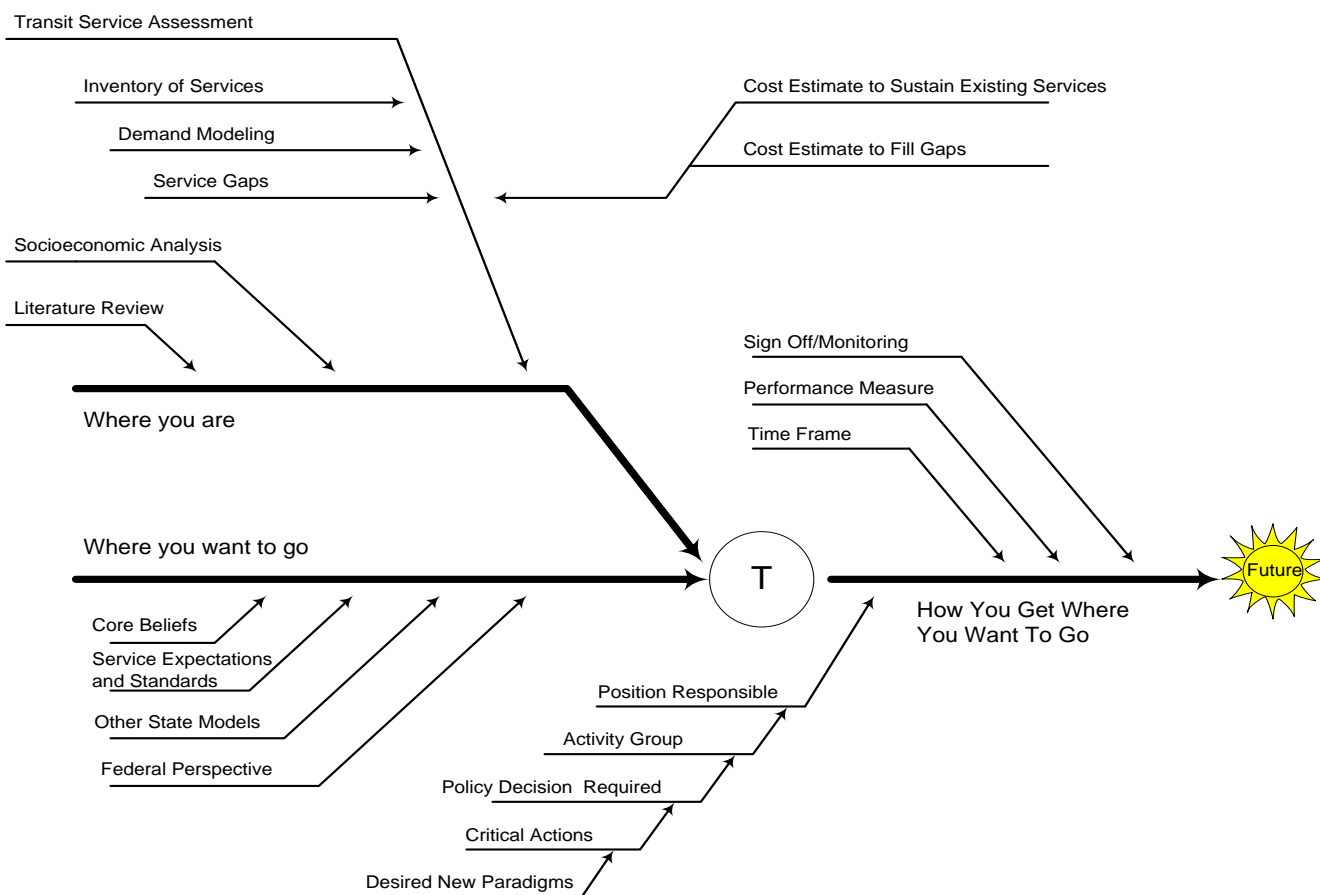 Transit Service Assessment
Inventory of Services
Demand Modeling
Service Gaps
Cost Estimate to Sustain Existing Services
Cost Estimate to Fill Gaps
Socioeconomic Analysis
Literature Review
Where you are
Sign Off/Monitoring
Performance Measure
Time Frame
Where you want to go
T
Future
How You Get Where
You Want To Go
Core Beliefs
Service Expectations
and Standards
Other State Models
Federal Perspective
Position Responsible
Activity Group
Policy Decision  Required
Critical Actions
Desired New Paradigms